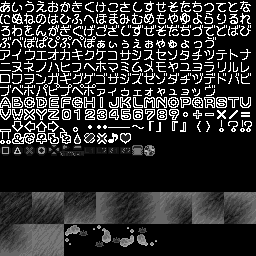 あいうえおかきくけこさしすせそたちつてとな
にぬねのはひふへほまみむめもやゆよらりるれ
ろわをんがぎぐげござじずぜぞだぢづでどばび
ぶべぼぱぴぷぺぽぁぃぅぇぉゃゅょっヴ
アイウエオカキクケコサシスセソタチツテトナ
ニヌネノハヒフヘホマミムメモヤユヨラリルレ
ロワヲンガギグゲゴザジズゼゾダヂヅデドバビ
ブベボパピプペポァィゥェォャュョッヴ
ABCDEFGHIJKLMNOPQRSTU
VWXYZ0123456789